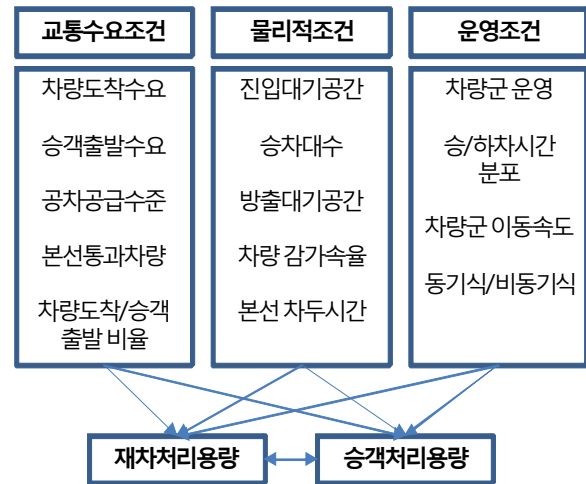 교통수요조건
차량도착수요
승객출발수요
공차공급수준
본선통과차량
차량도착/승객
출발 비율
물리적조건
진입대기공간
승차대수
방출대기공간
차량 감가속율
본선 차두시간
운영조건
차량군 운영
승/하차시간
분포
차량군 이동속도
동기식/비동기식
재차처리용량
승객처리용량